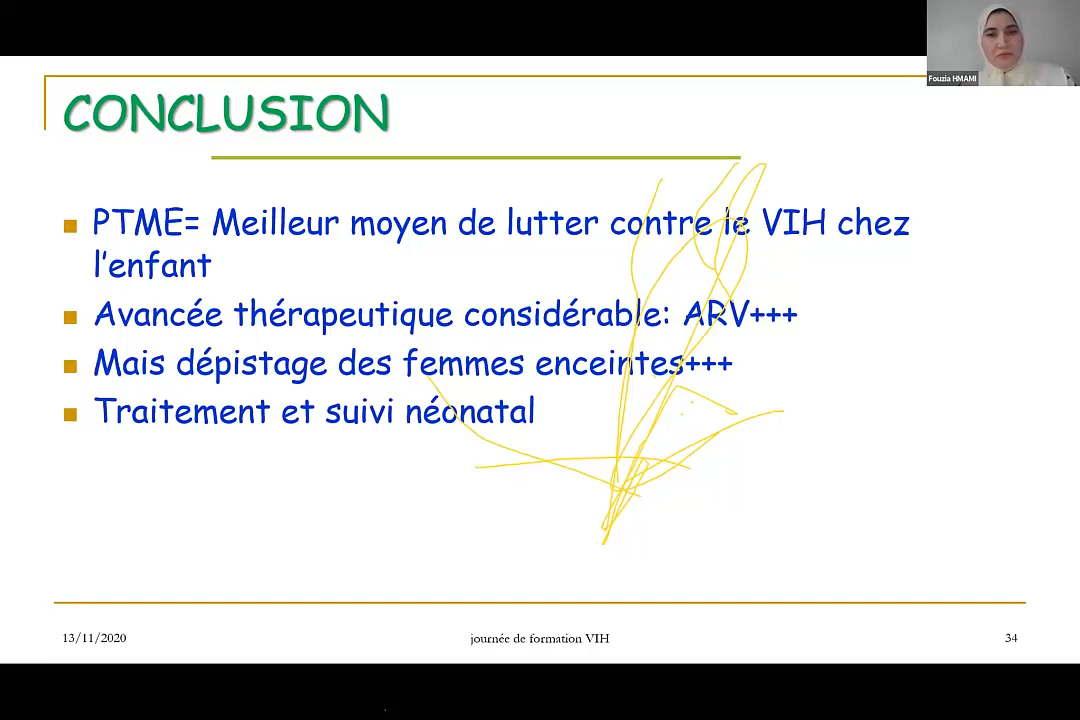 Fouzia HMAMI
CONCLUSION
PTME= Meilleur moyen de lutter contre le VIH chez
l'enfant
Avancée thérapeutique considérable: ARV+++
Mais dépistage des femmes enceintes+++
Traitement et suivi néonatal
13/11/2020
journée de formation VIH
34